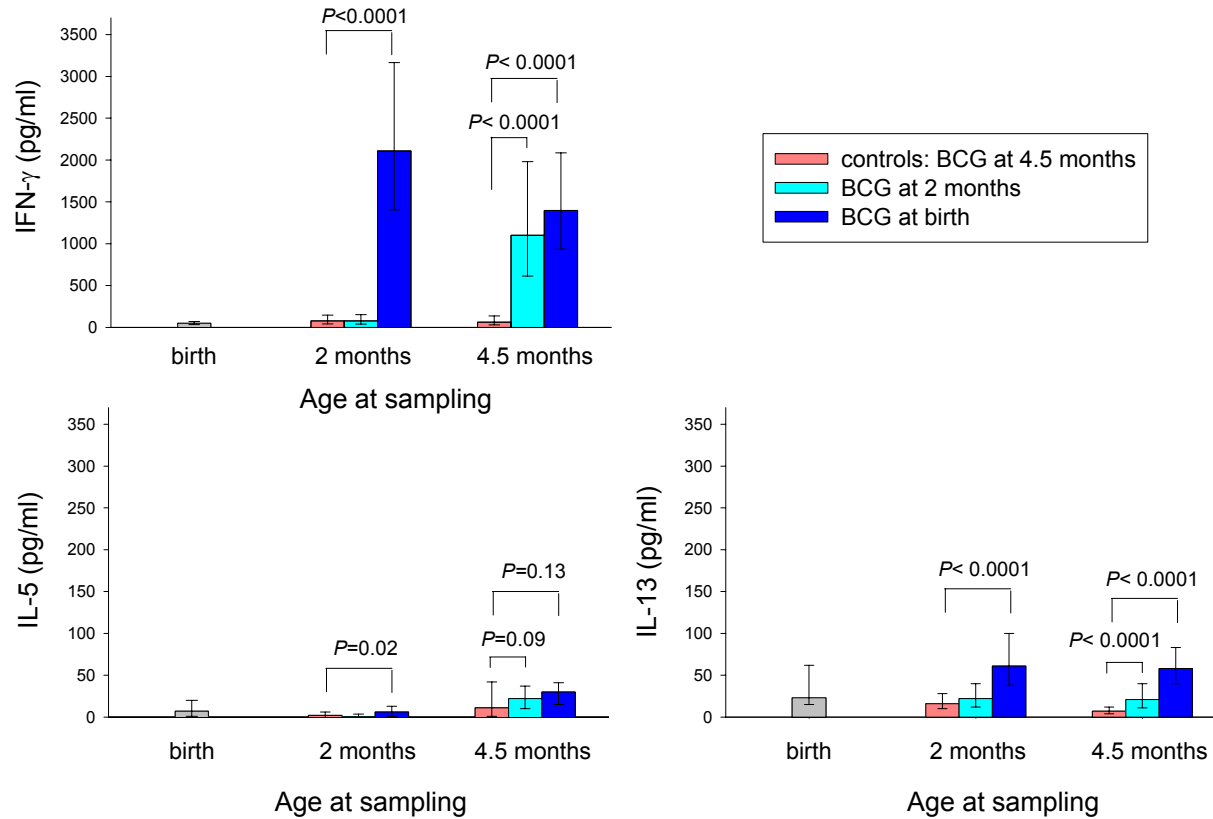 P<0.0001
P< 0.0001
P< 0.0001
3500
3000
2500
2000
1500
1000
500
0
IFN-γ (pg/ml)
birth
2 months
4.5 months
Age at sampling
controls: BCG at 4.5 months
BCG at 2 months
BCG at birth
350
300
250
200
150
100
50
0
IL-5 (pg/ml)
P=0.02
P=0.13
P=0.09
birth
2 months
4.5 months
Age at sampling
350
300
250
200
150
100
50
0
IL-13 (pg/ml)
P< 0.0001
P< 0.0001
P< 0.0001
birth
2 months
4.5 months
Age at sampling